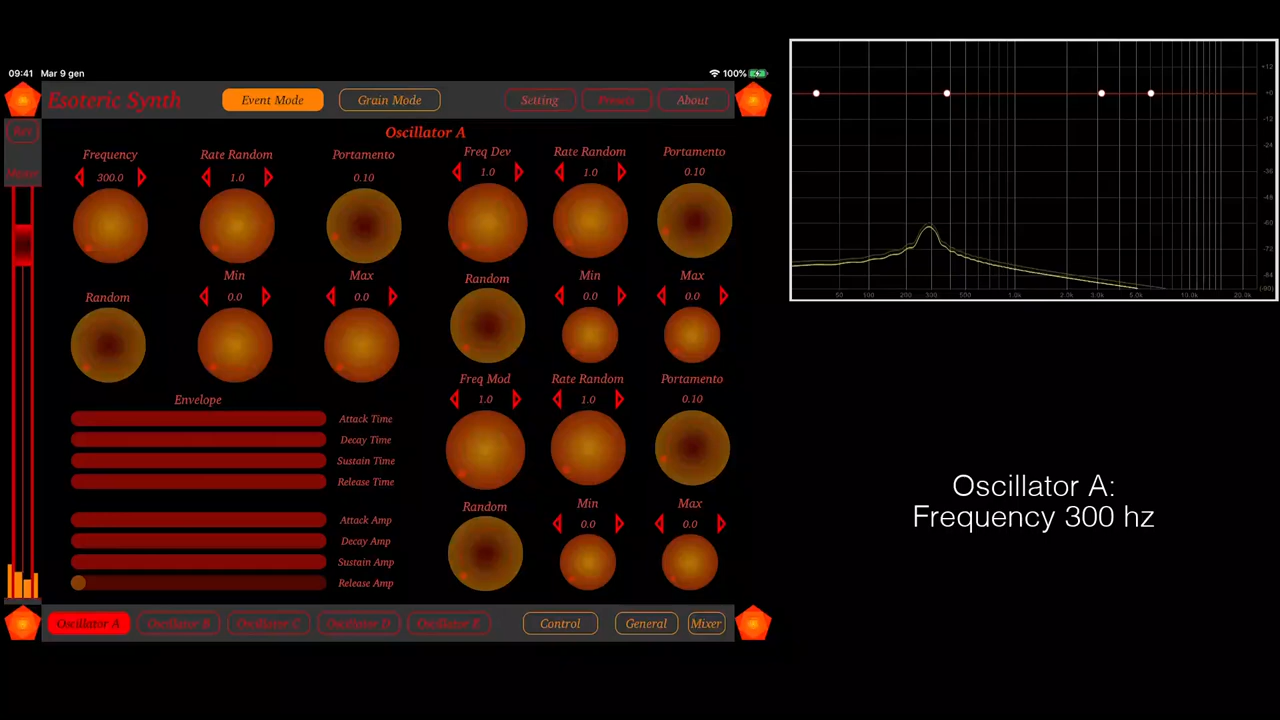 09:41 Mar 9 gen
100%
Esoteric Synth
Event Mode
Grain Mode
Setting
Presets
About
Oscillator A
Frequency
Rate Random
Portamento
300.0
1.0
0.10
Freq Dev
Rate Random
Portamento
1.0
1.0
0.10
Random
Min
Max
0.0
0.0
Random
Min
Max
0.0
0.0
Freq Mod
Rate Random
Portamento
1.0
1.0
0.10
Random
Min
Max
0.0
0.0
Envelope
Attack Time
Decay Time
Sustain Time
Release Time
Attack Amp
Decay Amp
Sustain Amp
Release Amp
Oscillator A
Oscillator B
Oscillator C
Oscillator D
Oscillator E
Control
General
Mixer
+12
+0
-12
-24
-36
-48
-60
-72
-84
(-90)
50 100 200 300 500 1.0k 2.0k 3.0k 5.0k 10.0k 20.0k
Oscillator A:
Frequency 300 hz